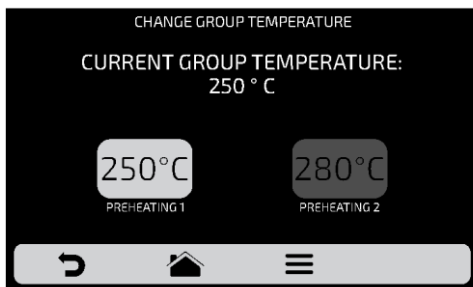 CHANGE GROUP TEMPERATURE
CURRENT GROUP TEMPERATURE:
250 ° C
250°C 280°C
PREHEATING 1 PREHEATING 2